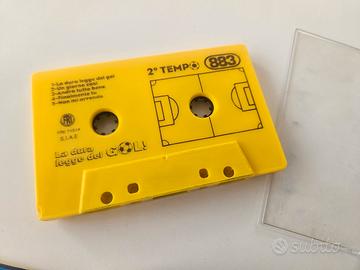 1-La dura legge del gol
2-Un giorno così
3-Andrà tutto bene
4-Finalmente tu
5-Non mi arrendo
2° TEMPO
883
S.I.A.E
La dura
legge del GOL!
subito